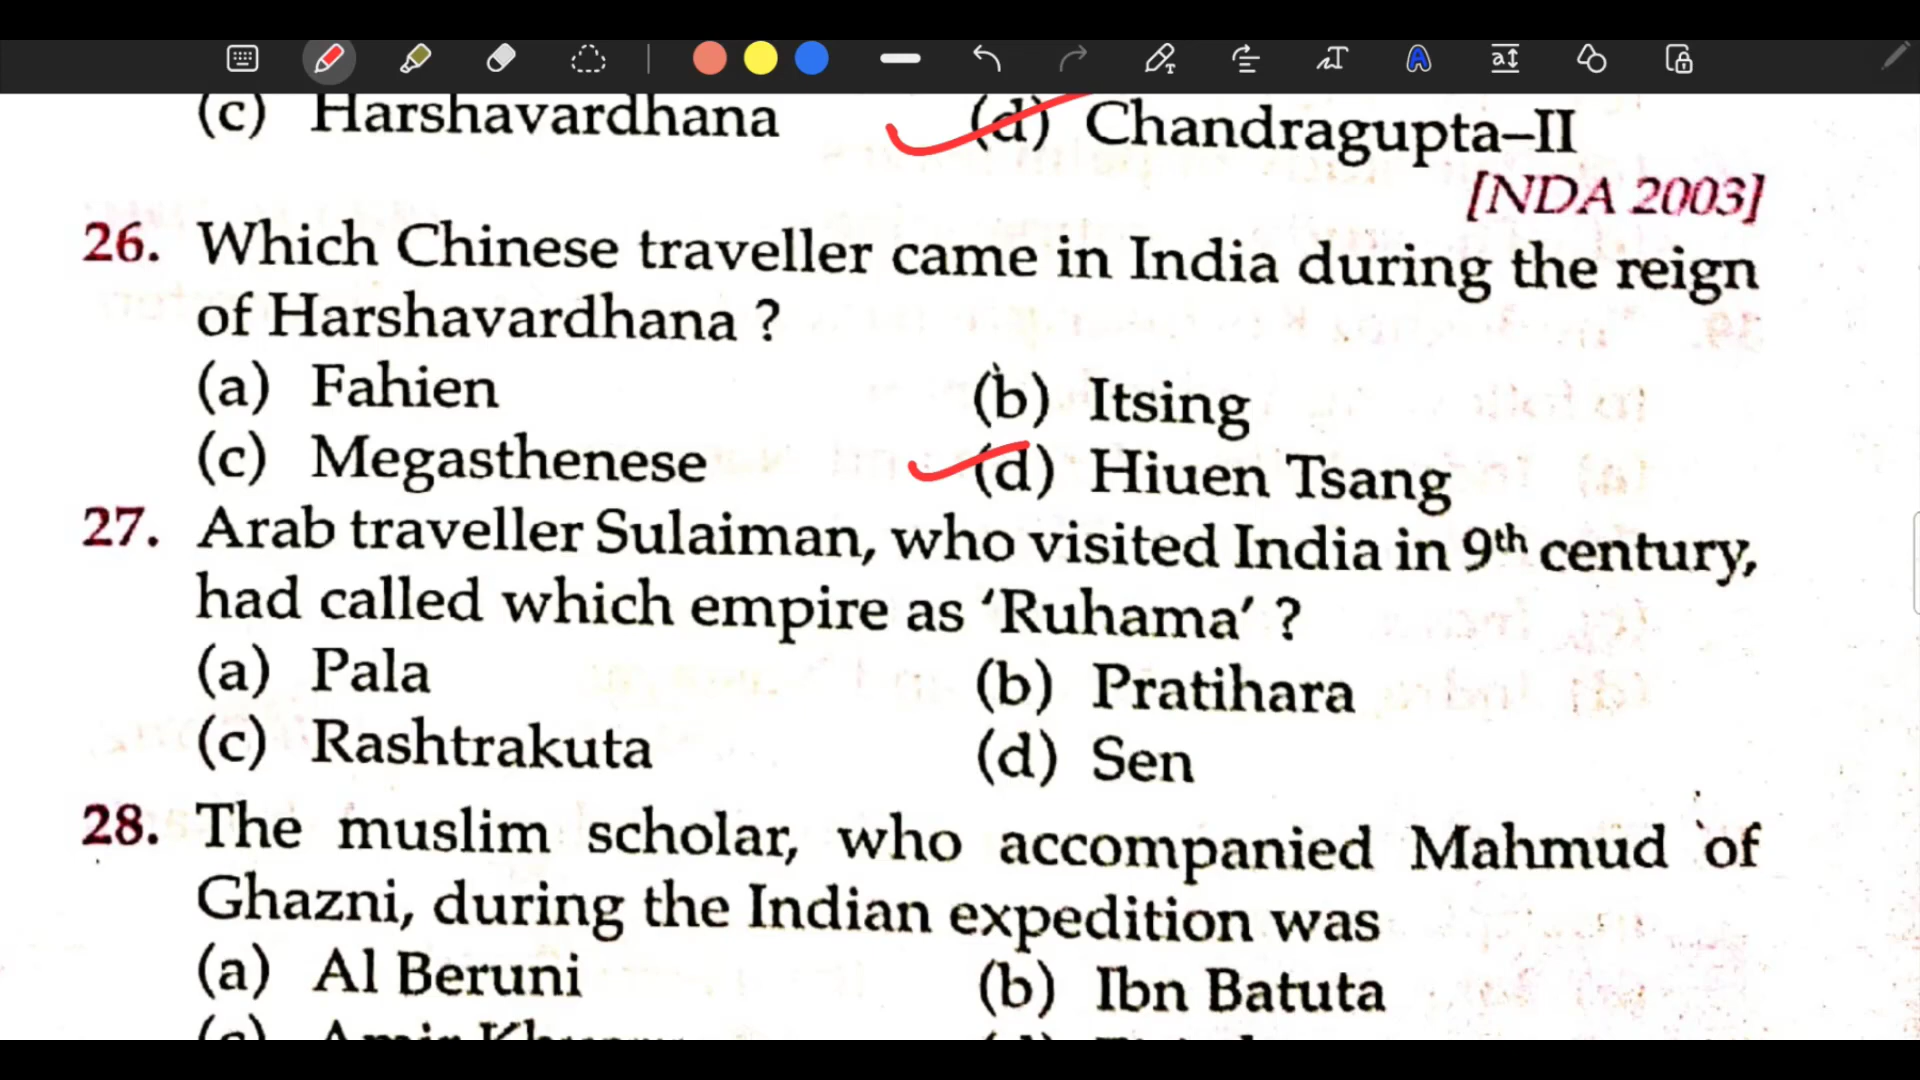 (c) Harshavardhana (d) Chandragupta–II
[NDA 2003]
26. Which Chinese traveller came in India during the reign
of Harshavardhana ?
(a) Fahien (b) Itsing
(c) Megasthenese (d) Hiuen Tsang
27. Arab traveller Sulaiman, who visited India in 9th century,
had called which empire as ‘Ruhama’ ?
(a) Pala (b) Pratihara
(c) Rashtrakuta (d) Sen
28. The muslim scholar, who accompanied Mahmud of
Ghazni, during the Indian expedition was
(a) Al Beruni (b) Ibn Batuta